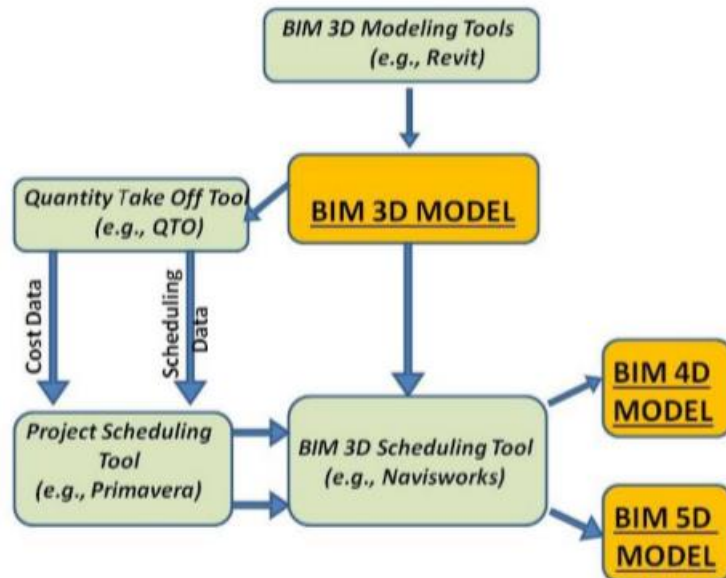 BIM 3D Modeling Tools
(e.g., Revit)
BIM 3D MODEL
Quantity Take Off Tool
(e.g., QTO)
Cost Data
Scheduling
Data
Project Scheduling
Tool
(e.g., Primavera)
BIM 3D Scheduling Tool
(e.g., Navisworks)
BIM 4D
MODEL
BIM 5D
MODEL